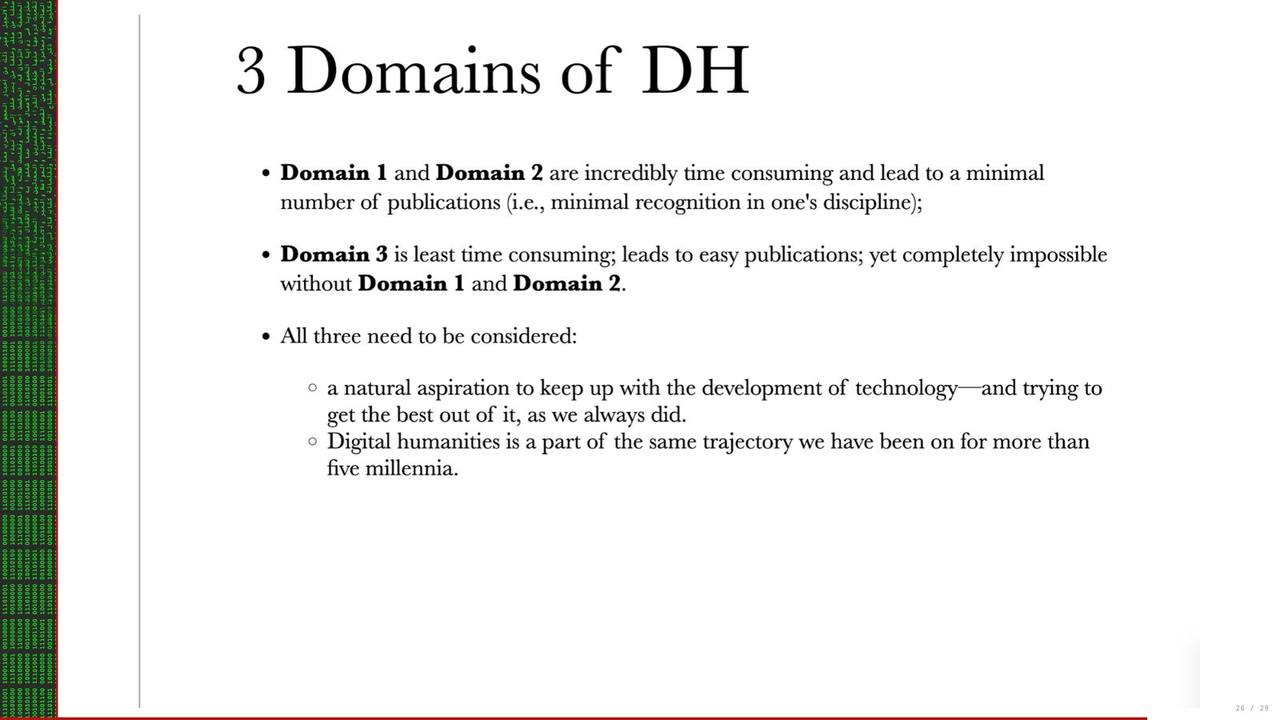 3 Domains of DH
• Domain 1 and Domain 2 are incredibly time consuming and lead to a minimal
number of publications (i.e., minimal recognition in one's discipline);
• Domain 3 is least time consuming; leads to easy publications; yet completely impossible
without Domain 1 and Domain 2.
• All three need to be considered:
○ a natural aspiration to keep up with the development of technology—and trying to
get the best out of it, as we always did.
○ Digital humanities is a part of the same trajectory we have been on for more than
five millennia.
26 / 29